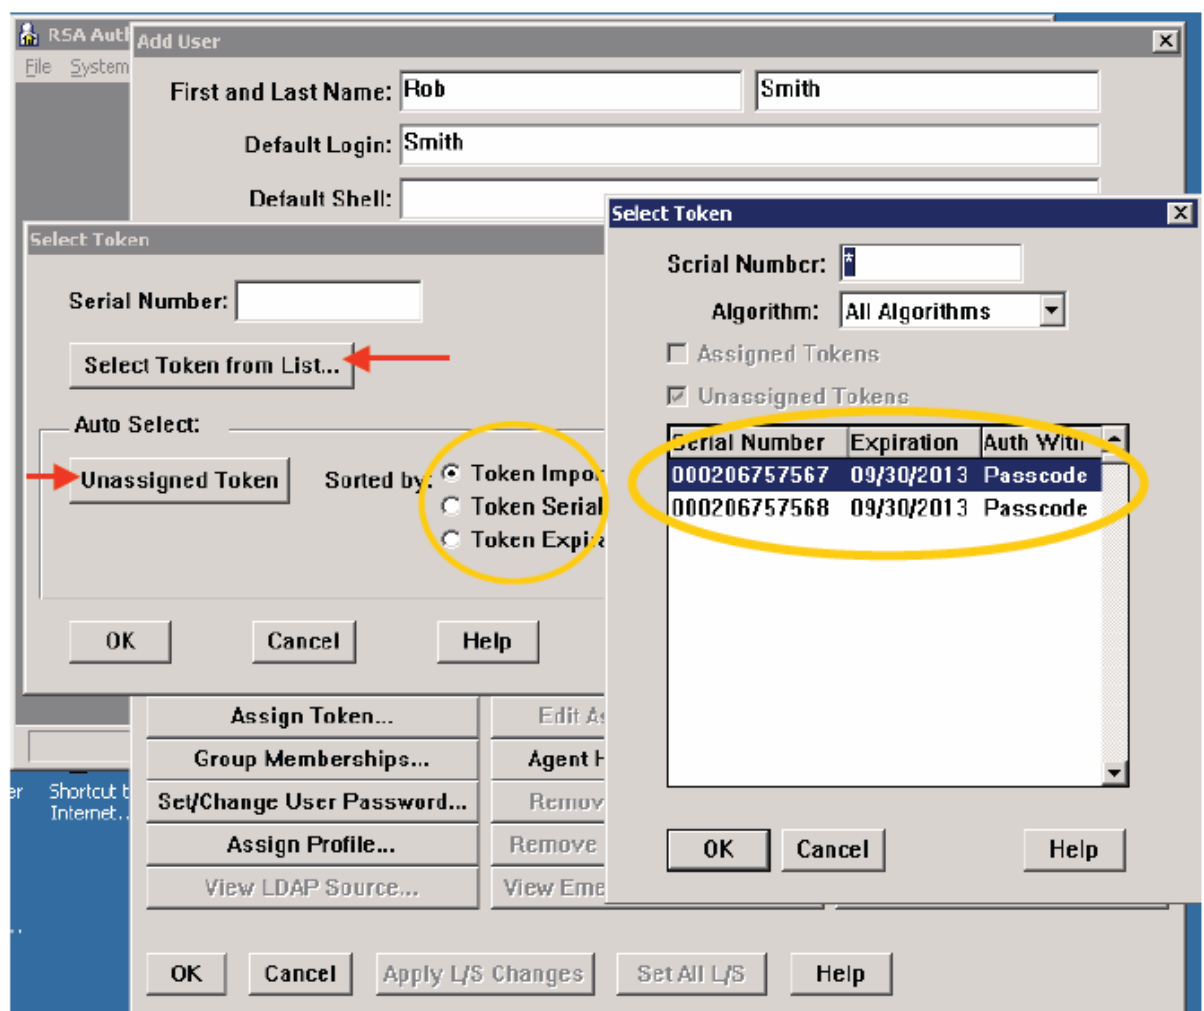 RSA Auth
Add User
File System
First and Last Name: Rob Smith
Default Login: Smith
Default Shell:
Select Token
Serial Number:
Select Token from List...
Auto Select:
Unassigned Token
Sorted by:
Token Impor
Token Serial
Token Expira
OK Cancel Help
Select Token
Serial Number: *
Algorithm: All Algorithms
Assigned Tokens
Unassigned Tokens
Serial Number Expiration Auth With
000206757567 09/30/2013 Passcode
000206757568 09/30/2013 Passcode
OK Cancel Help
Assign Token... Edit As
Group Memberships... Agent H
Set/Change User Password... Remov
Assign Profile... Remove
View LDAP Source... View Eme
OK Cancel Apply L/S Changes Set All L/S Help
er Shortcut t
Internet..
..